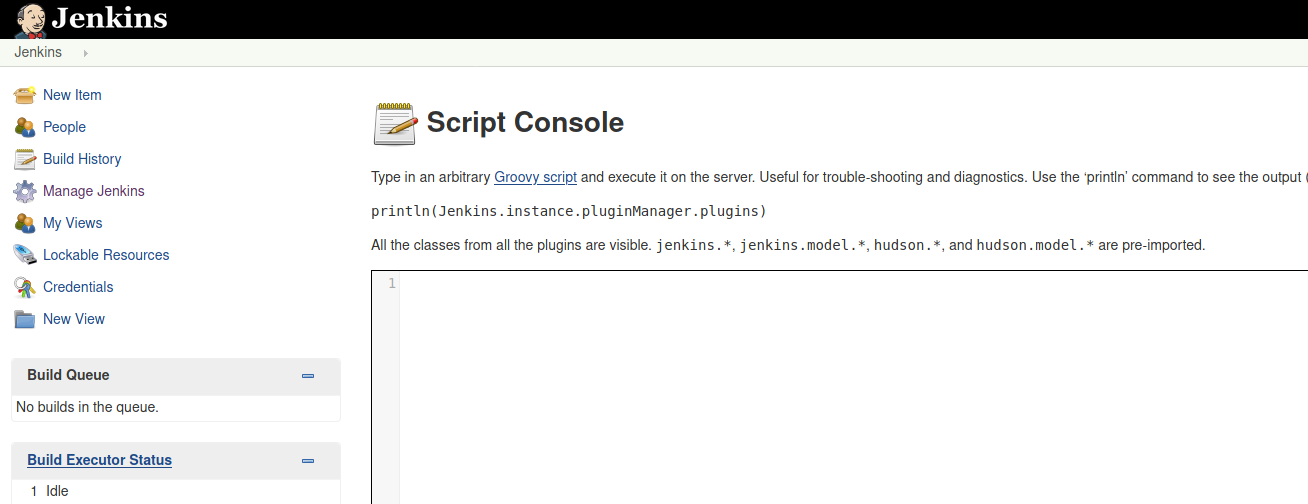 Jenkins
Jenkins
New Item
People
Build History
Manage Jenkins
My Views
Lockable Resources
Credentials
New View
Build Queue
No builds in the queue.
Build Executor Status
1 Idle
Script Console
Type in an arbitrary Groovy script and execute it on the server. Useful for trouble-shooting and diagnostics. Use the ‘println’ command to see the output (
println(Jenkins.instance.pluginManager.plugins)
All the classes from all the plugins are visible. jenkins.*, jenkins.model.*, hudson.*, and hudson.model.* are pre-imported.
1